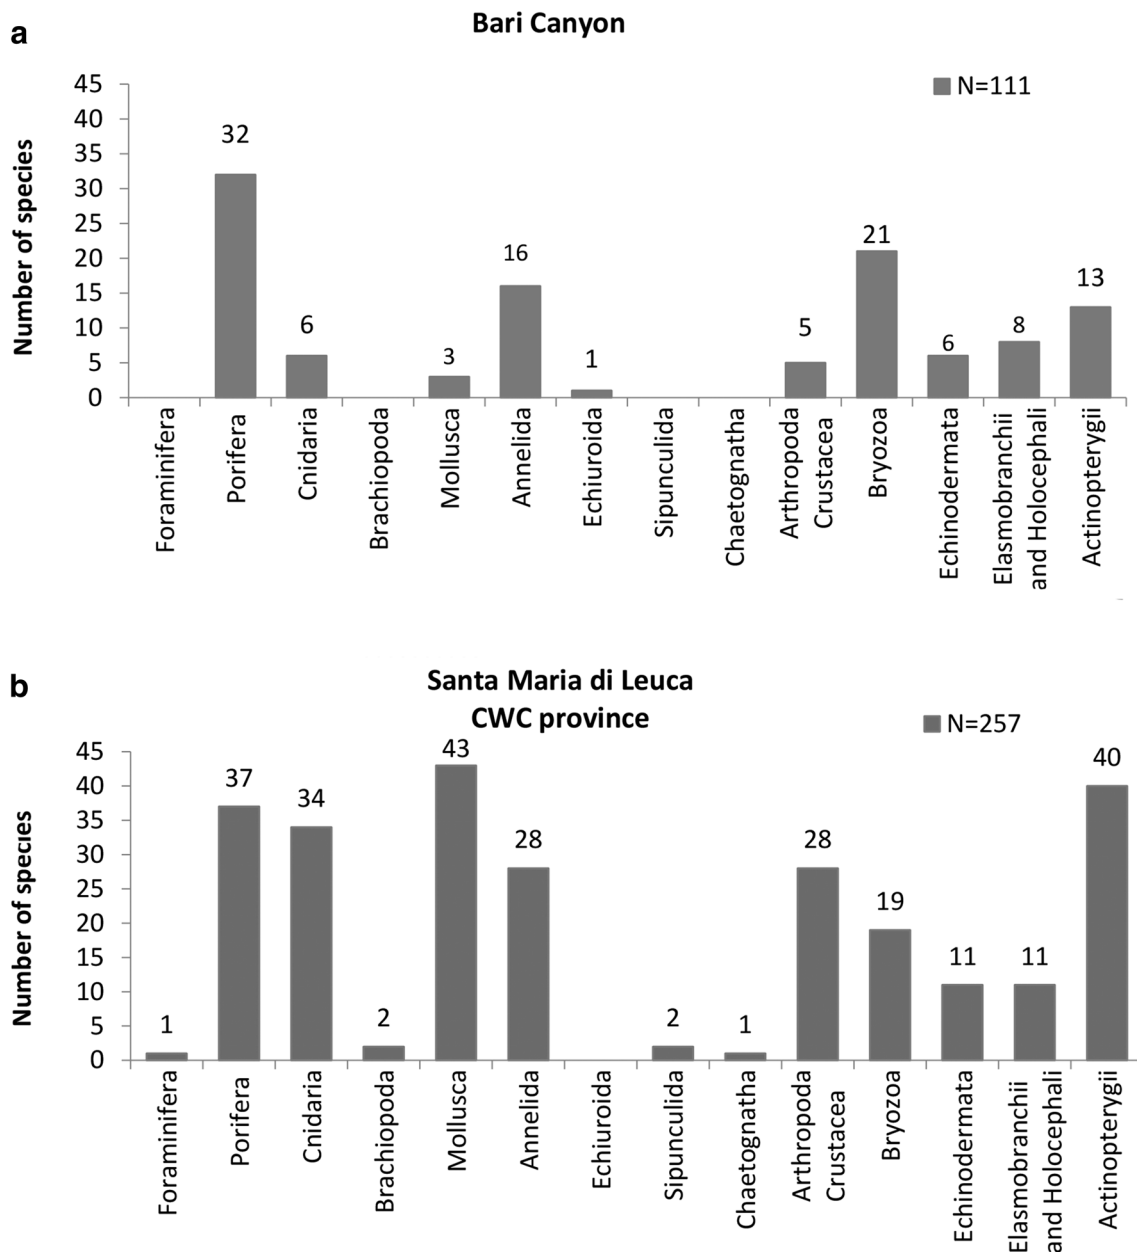 a
Bari Canyon
N=111
Number of species
45
40
35
30
25
20
15
10
5
0
32
6
3
16
1
5
21
6
8
13
Foraminifera
Porifera
Cnidaria
Brachiopoda
Mollusca
Annelida
Echiuroida
Sipunculida
Chaetognatha
Arthropoda
Crustacea
Bryozoa
Echinodermata
Elasmobranchii
and Holocephali
Actinopterygii
b
Santa Maria di Leuca
CWC province
N=257
Number of species
45
40
35
30
25
20
15
10
5
0
1
37
34
2
43
28
2
1
28
19
11
11
40
Foraminifera
Porifera
Cnidaria
Brachiopoda
Mollusca
Annelida
Echiuroida
Sipunculida
Chaetognatha
Arthropoda
Crustacea
Bryozoa
Echinodermata
Elasmobranchii
and Holocephali
Actinopterygii